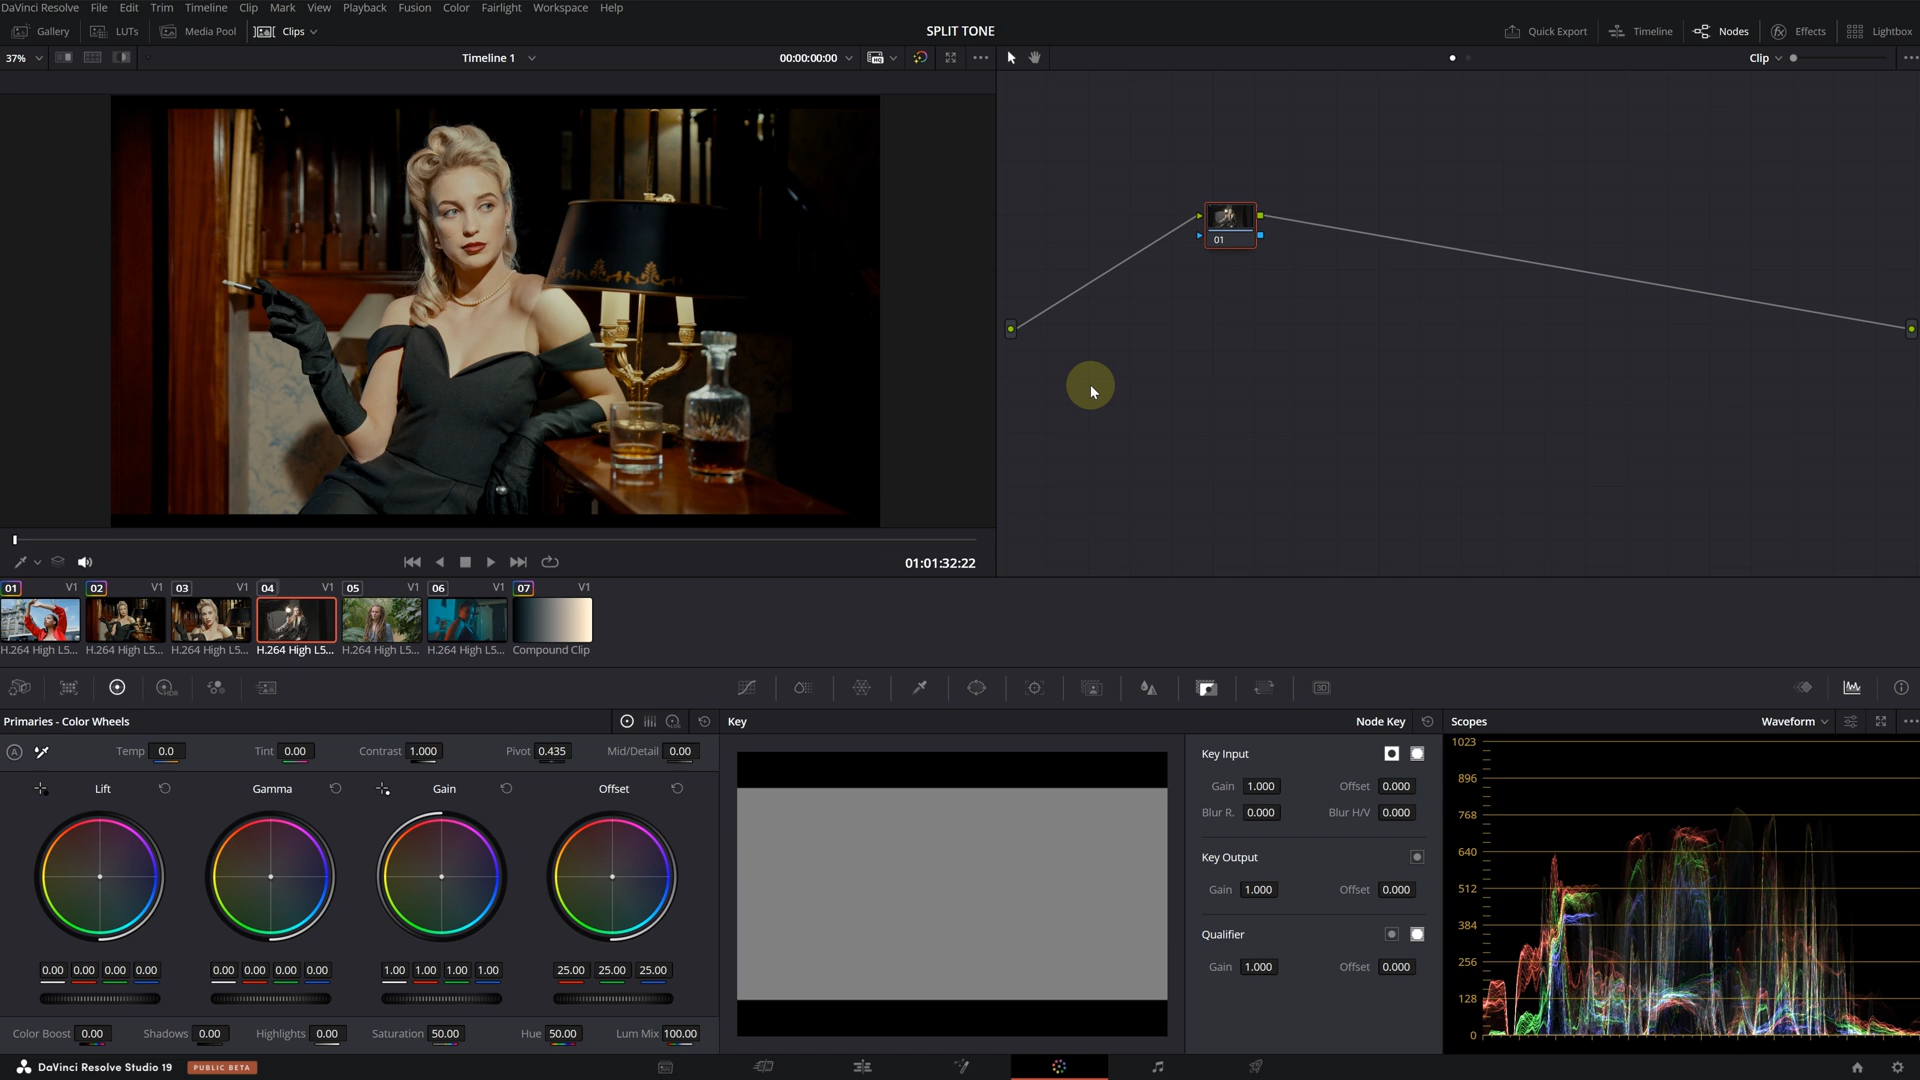 DaVinci Resolve File Edit Trim Timeline Clip Mark View Playback Fusion Color Fairlight Workspace Help
Gallery LUTs Media Pool Clips SPLIT TONE Quick Export Timeline Nodes Effects Lightbox
37% Timeline 1 00:00:00:00 Clip
01
01:01:32:22
01 V1 02 V1 03 V1 04 V1 05 V1 06 V1 07 V1
H.264 High L5... H.264 High L5... H.264 High L5... H.264 High L5... H.264 High L5... H.264 High L5... Compound Clip
HDR 3D
Primaries - Color Wheels Key Node Key Scopes Waveform
A Temp 0.0 Tint 0.00 Contrast 1.000 Pivot 0.435 Mid/Detail 0.00
Lift Gamma Gain Offset
0.00 0.00 0.00 0.00 0.00 0.00 0.00 0.00 1.00 1.00 1.00 1.00 25.00 25.00 25.00
Color Boost 0.00 Shadows 0.00 Highlights 0.00 Saturation 50.00 Hue 50.00 Lum Mix 100.00
Key Input
Gain 1.000 Offset 0.000
Blur R. 0.000 Blur H/V 0.000
Key Output
Gain 1.000 Offset 0.000
Qualifier
Gain 1.000 Offset 0.000
1023
896
768
640
512
384
256
128
0
DaVinci Resolve Studio 19 PUBLIC BETA